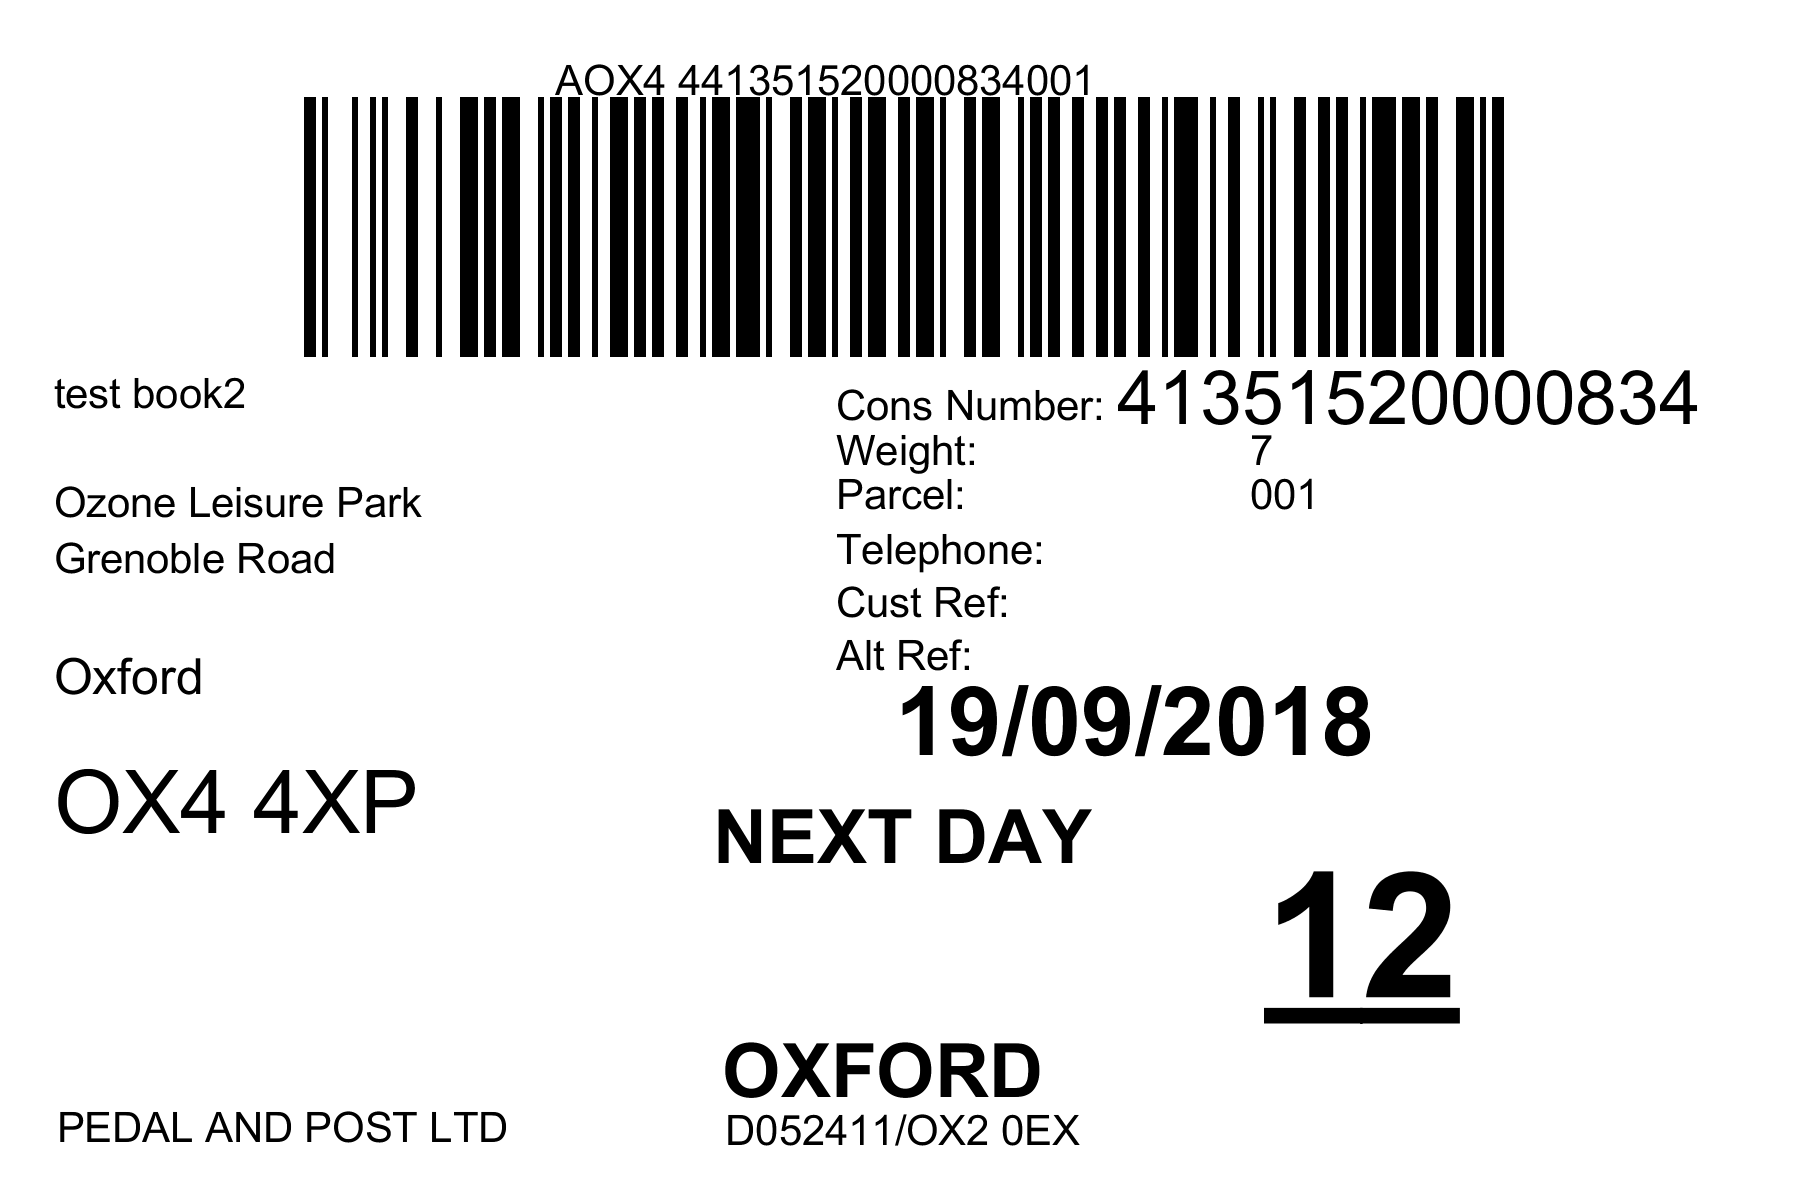 AOX4 441351520000834001
test book2
Cons Number: 41351520000834
Weight: 7
Parcel: 001
Ozone Leisure Park
Grenoble Road
Telephone:
Cust Ref:
Alt Ref:
Oxford
19/09/2018
OX4 4XP
NEXT DAY
12
OXFORD
PEDAL AND POST LTD
D052411/OX2 0EX